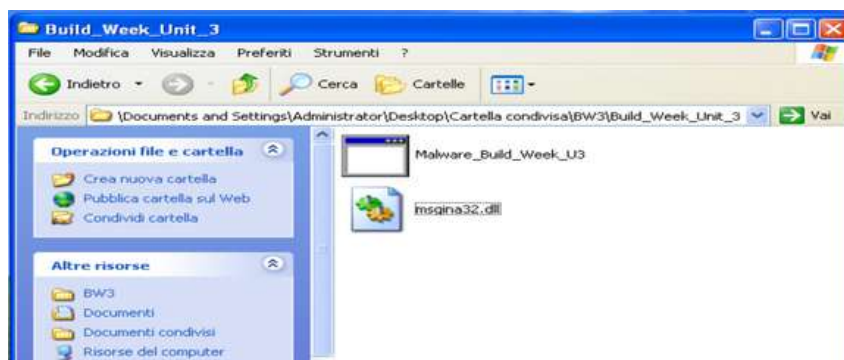 Build_Week_Unit_3
File Modifica Visualizza Preferiti Strumenti ?
Indietro Cerca Cartelle
Indirizzo \Documents and Settings\Administrator\Desktop\Cartella condivisa\BW3\Build_Week_Unit_3 Vai
Operazioni file e cartella
Crea nuova cartella
Pubblica cartella sul Web
Condividi cartella
Altre risorse
BW3
Documenti
Documenti condivisi
Risorse del computer
Malware_Build_Week_U3
msgina32.dll